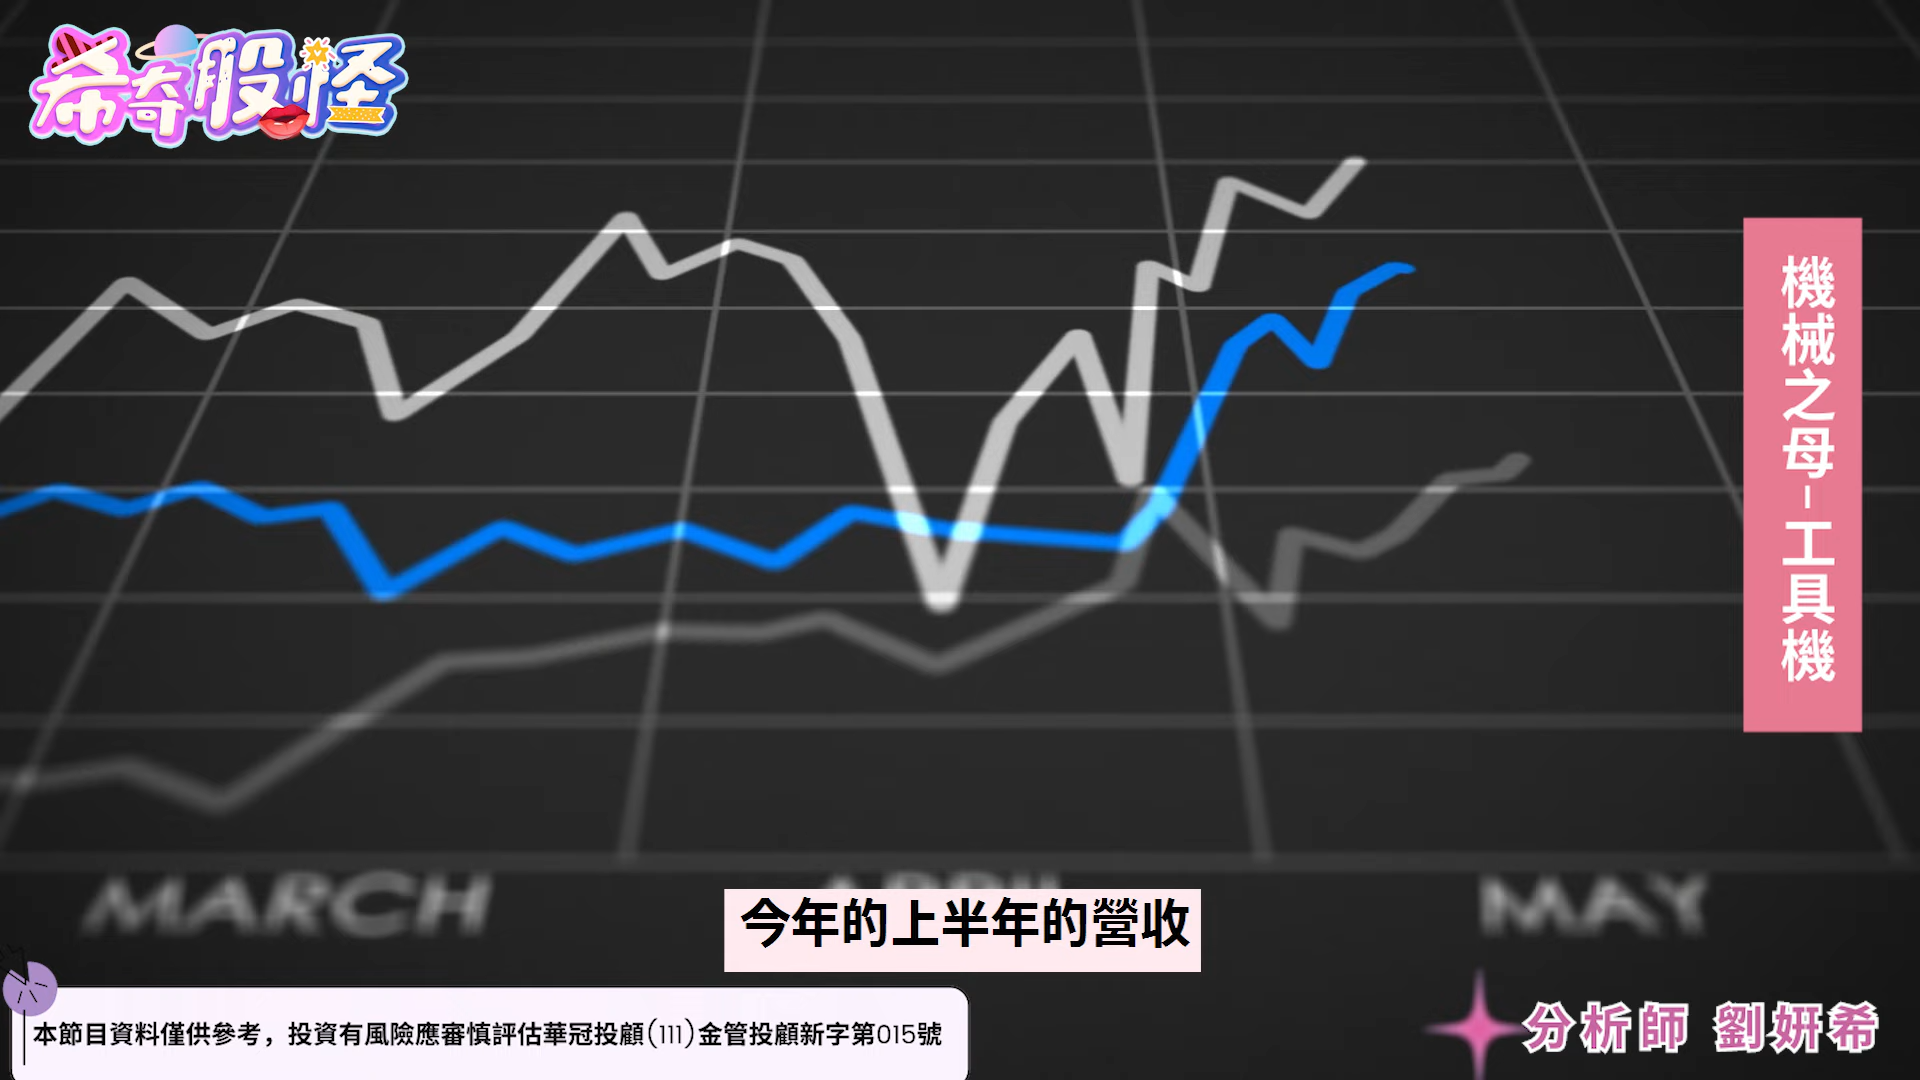 希奇股怪
機械之母-工具機
MARCH
APRIL
MAY
今年的上半年的營收
本節目資料僅供參考，投資有風險應審慎評估華冠投顧(111)金管投顧新字第015號
分析師 劉妍希